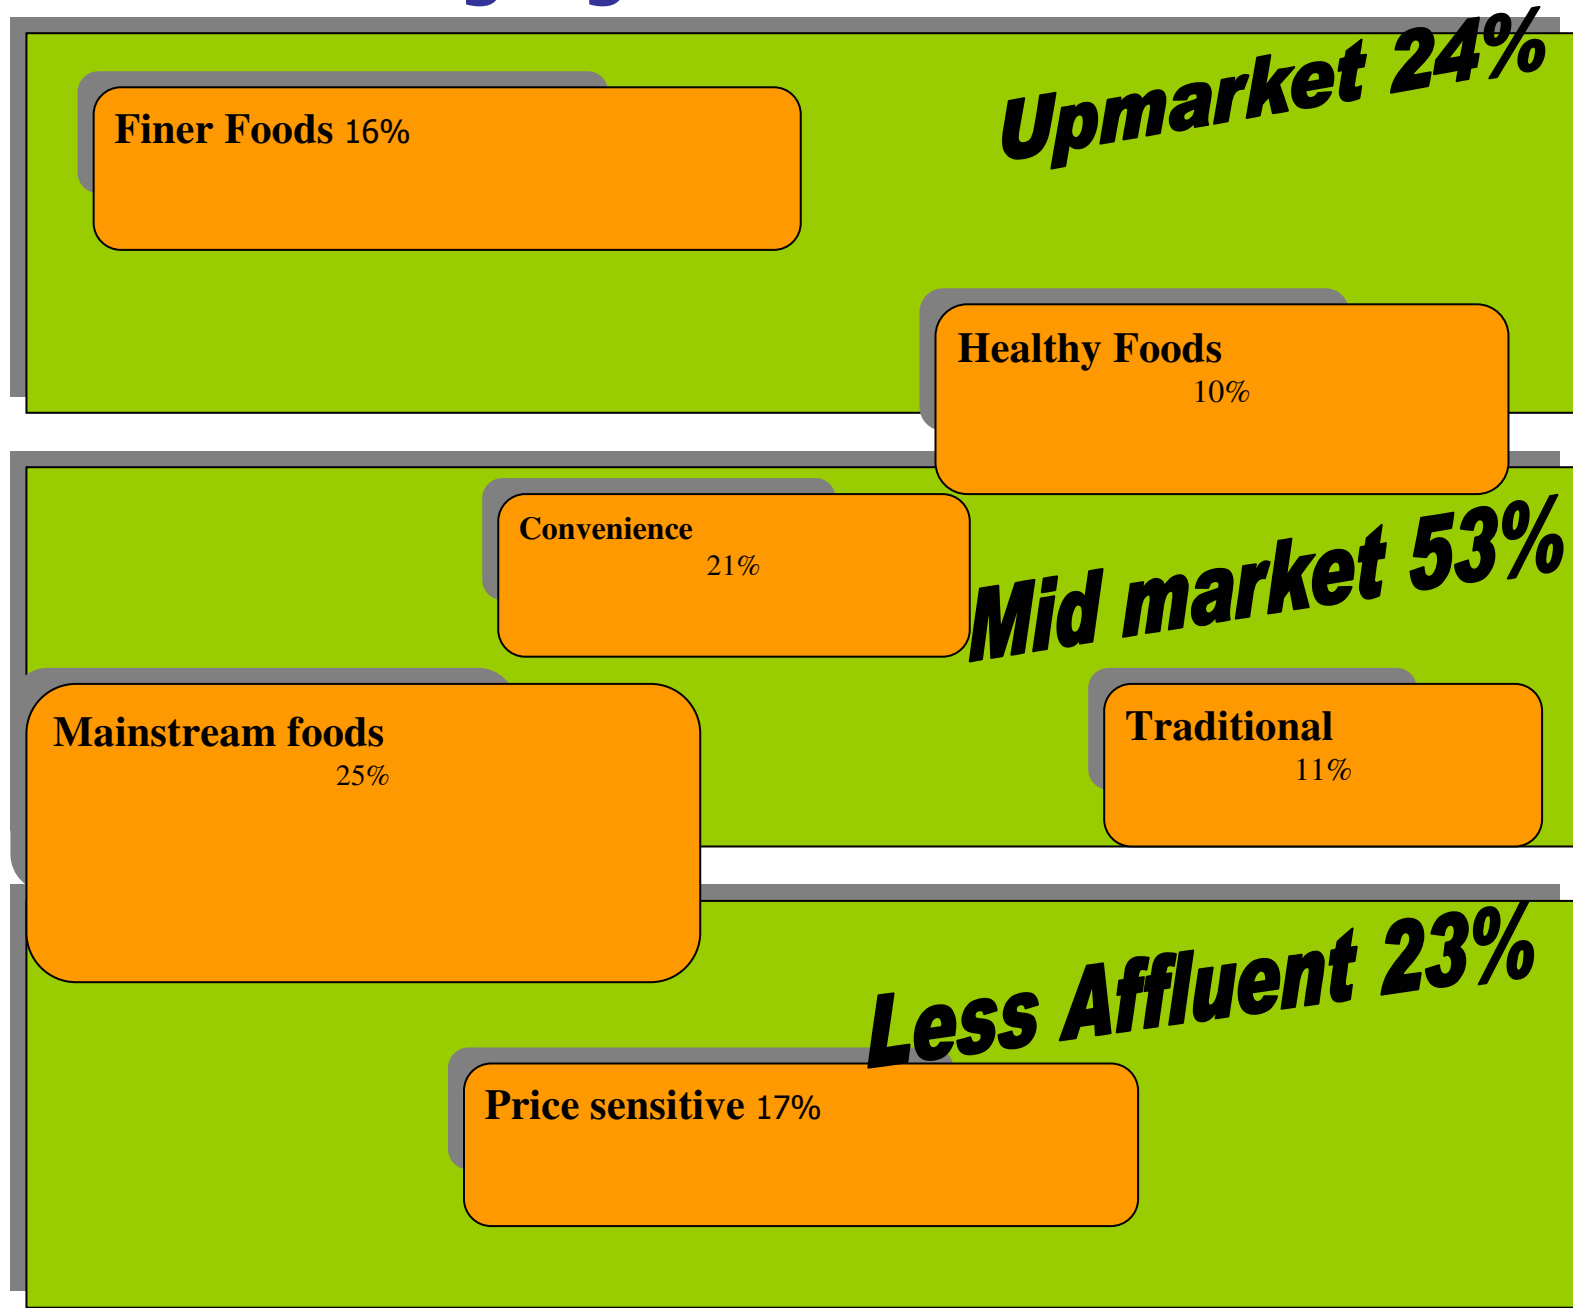 Upmarket 24%
Finer Foods 16%
Healthy Foods
10%
Convenience
21%
Mid market 53%
Mainstream foods
25%
Traditional
11%
Less Affluent 23%
Price sensitive 17%